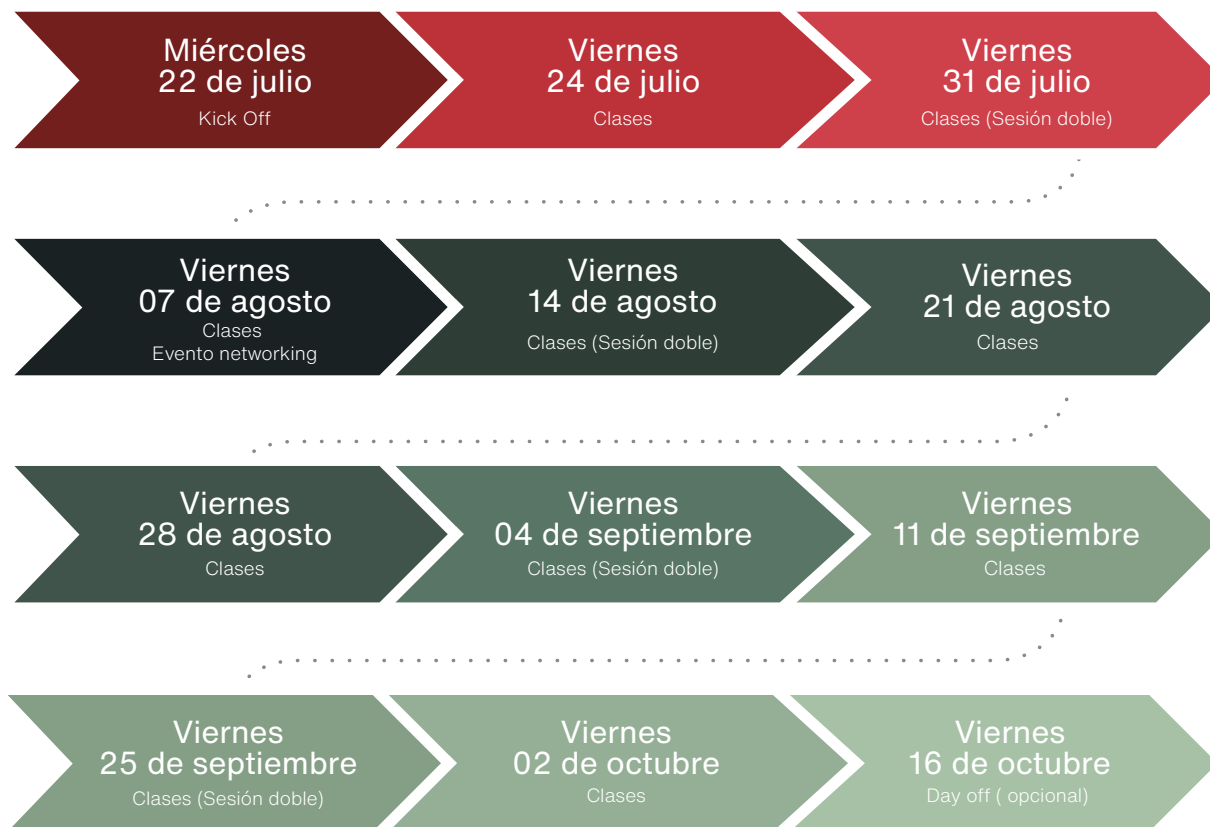 Miércoles
22 de julio
Kick Off
Viernes
24 de julio
Clases
Viernes
31 de julio
Clases (Sesión doble)
Viernes
07 de agosto
Clases
Evento networking
Viernes
14 de agosto
Clases (Sesión doble)
Viernes
21 de agosto
Clases
Viernes
28 de agosto
Clases
Viernes
04 de septiembre
Clases (Sesión doble)
Viernes
11 de septiembre
Clases
Viernes
25 de septiembre
Clases (Sesión doble)
Viernes
02 de octubre
Clases
Viernes
16 de octubre
Day off ( opcional)